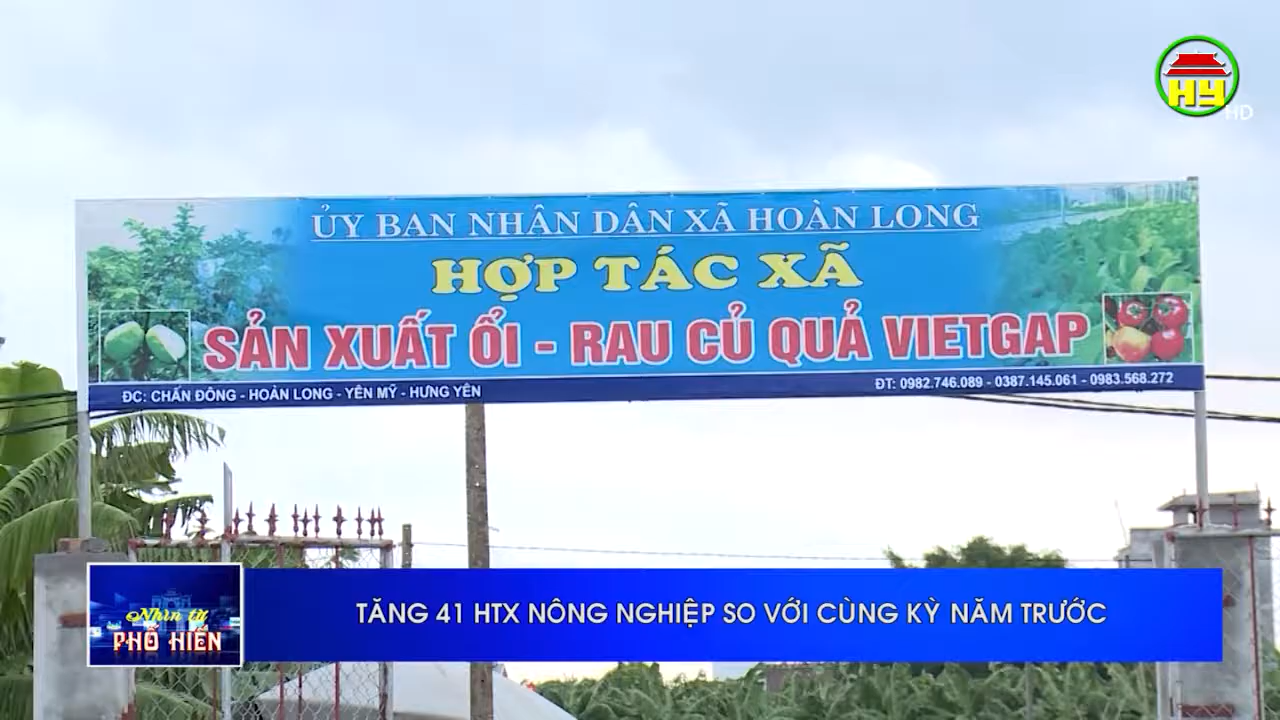 HY
HD
ỦY BAN NHÂN DÂN XÃ HOÀN LONG
HỢP TÁC XÃ
SẢN XUẤT ỔI - RAU CỦ QUẢ VIETGAP
ĐC: CHẤN ĐÔNG - HOÀN LONG - YÊN MỸ - HƯNG YÊN
ĐT: 0982.746.089 - 0387.145.061 - 0983.568.272
Nhìn từ
PHỐ HIẾN
TĂNG 41 HTX NÔNG NGHIỆP SO VỚI CÙNG KỲ NĂM TRƯỚC